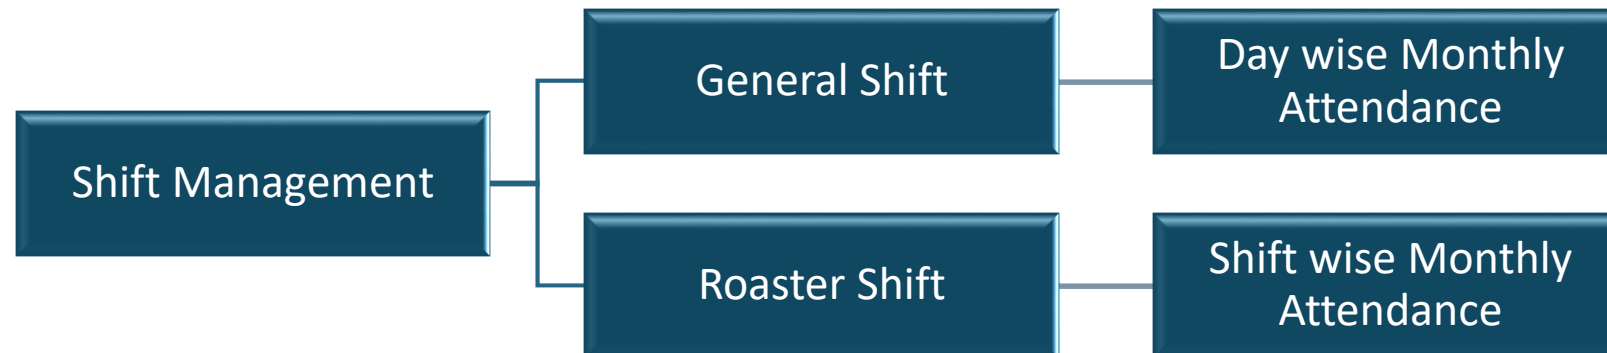 Shift Management
General Shift
Day wise Monthly
Attendance
Roaster Shift
Shift wise Monthly
Attendance